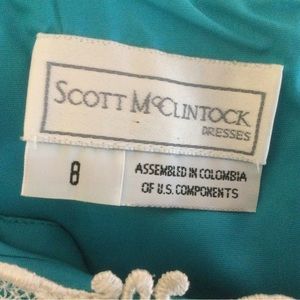 SCOTT McCLINTOCK
DRESSES
8
ASSEMBLED IN COLOMBIA
OF U.S. COMPONENTS